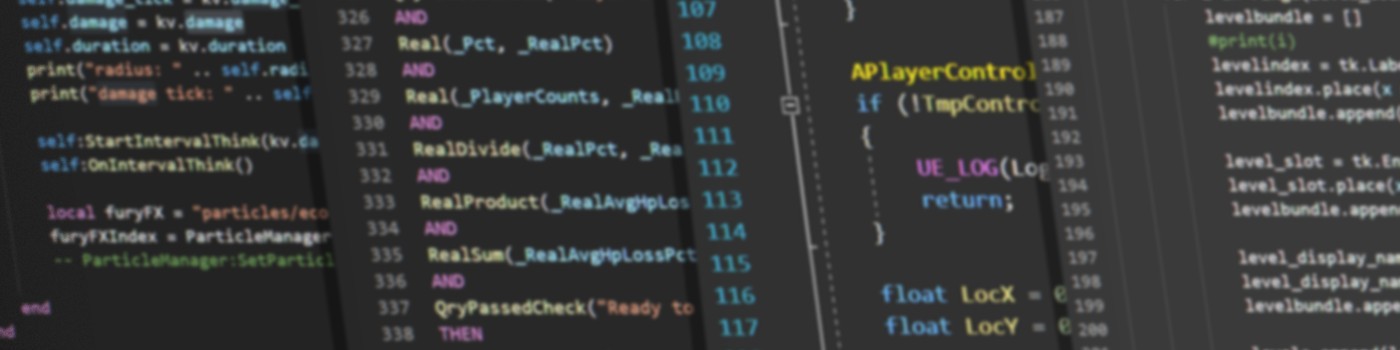 levelbundle = []
#print(i)
levelindex = tk.Labe
levelindex.place(x
levelbundle.append(
level_slot = tk.En
level_slot.place(x
levelbundle.appen
level_display_na
level_display_na
levelbundle.appe
187
188
189
190
191
192
193
194
195
196
197
198
199
200
}
APlayerControl
if (!TmpContro
{
UE_LOG(Log
return;
}
float LocX = 0
float LocY = 0
107
108
109
110
111
112
113
114
115
116
117
326 AND
327 Real(_Pct, _RealPct)
328 AND
329 Real(_PlayerCounts, _Real
330 AND
331 RealDivide(_RealPct, _Rea
332 AND
333 RealProduct(_RealAvgHpLos
334 AND
335 RealSum(_RealAvgHpLossPct
336 AND
337 QryPassedCheck("Ready to
338 THEN
self.damage = kv.damage
self.duration = kv.duration
print("radius: " .. self.radi
print("damage tick: " .. self
self:StartIntervalThink(kv.da
self:OnIntervalThink()
local furyFX = "particles/eco
furyFXIndex = ParticleManager
-- ParticleManager:SetParticl
end